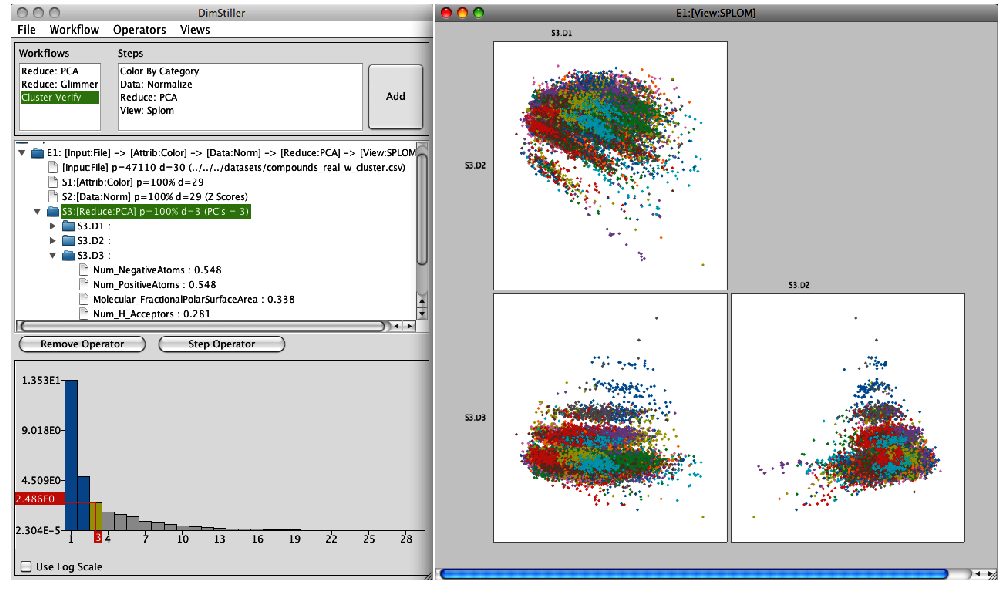 DimStiller
File Workflow Operators Views
Workflows
Steps
Reduce: PCA
Reduce: Glimmer
Cluster Verify
Color By Category
Data: Normalize
Reduce: PCA
View: Splom
Add
E1: [Input:File] -> [Attrib:Color] -> [Data:Norm] -> [Reduce:PCA] -> [View:SPLOM
[Input:File] p=47110 d=30 (../../../datasets/compounds_real_w_cluster.csv)
S1:[Attrib:Color] p=100% d=29
S2:[Data:Norm] p=100% d=29 (Z Scores)
S3:[Reduce:PCA] p=100% d=3 (PC's = 3)
S3.D1 :
S3.D2 :
S3.D3 :
Num_NegativeAtoms : 0.548
Num_PositiveAtoms : 0.548
Molecular_FractionalPolarSurfaceArea : 0.338
Num_H_Acceptors : 0.281
Remove Operator
Step Operator
1.353E1
9.018E0
4.509E0
2.486E0
2.304E-5
1 3 4 7 10 13 16 19 22 25 28
Use Log Scale
E1:[View:SPLOM]
S3.D1
S3.D2
S3.D2
S3.D3